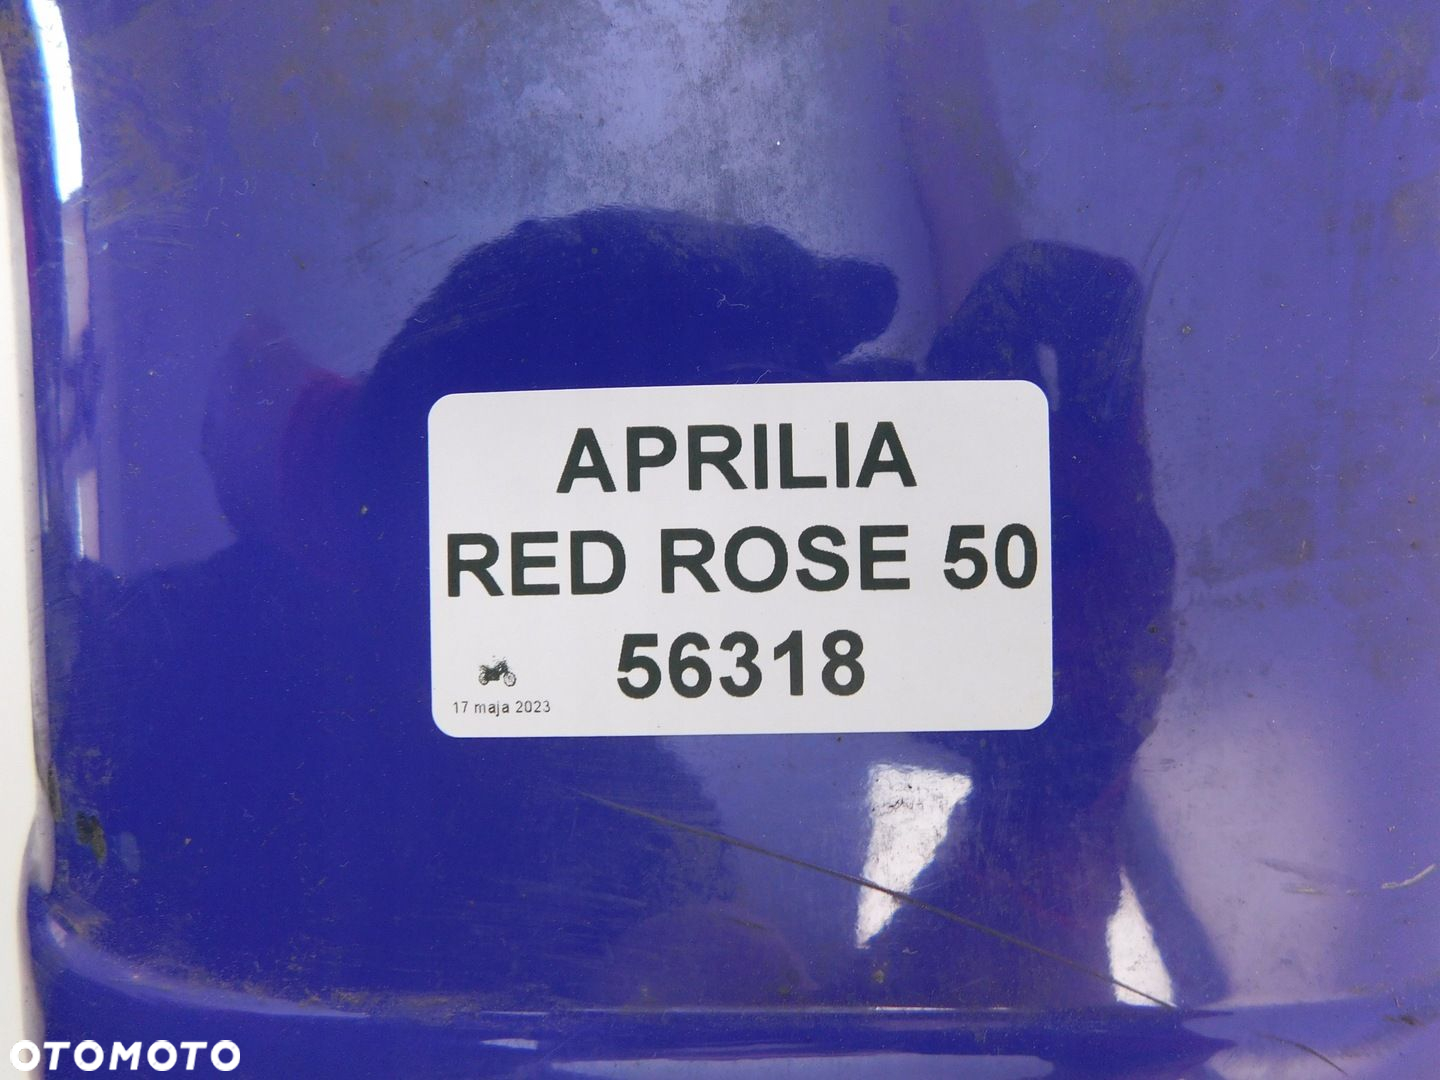 APRILIA
RED ROSE 50
56318
17 maja 2023
OTOMOTO